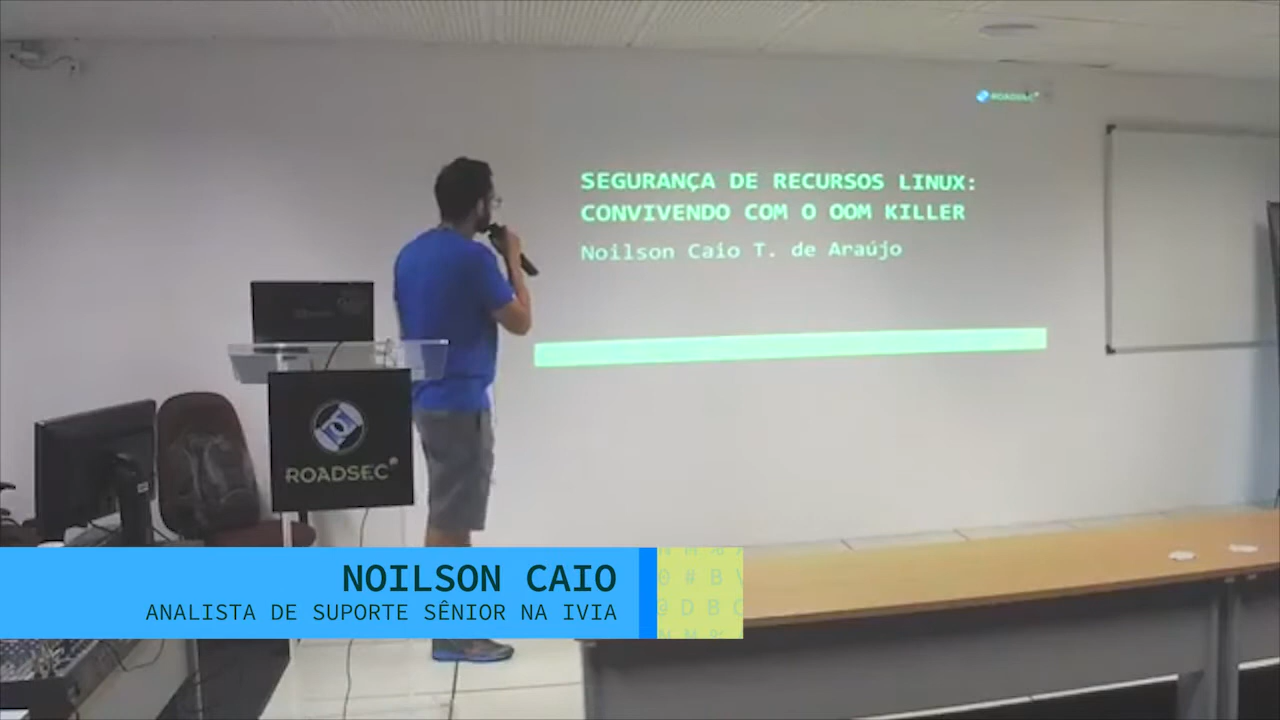 ROADSEC
SEGURANÇA DE RECURSOS LINUX:
CONVIVENDO COM O OOM KILLER
Noilson Caio T. de Araújo
ROADSEC
NOILSON CAIO
ANALISTA DE SUPORTE SÊNIOR NA IVIA